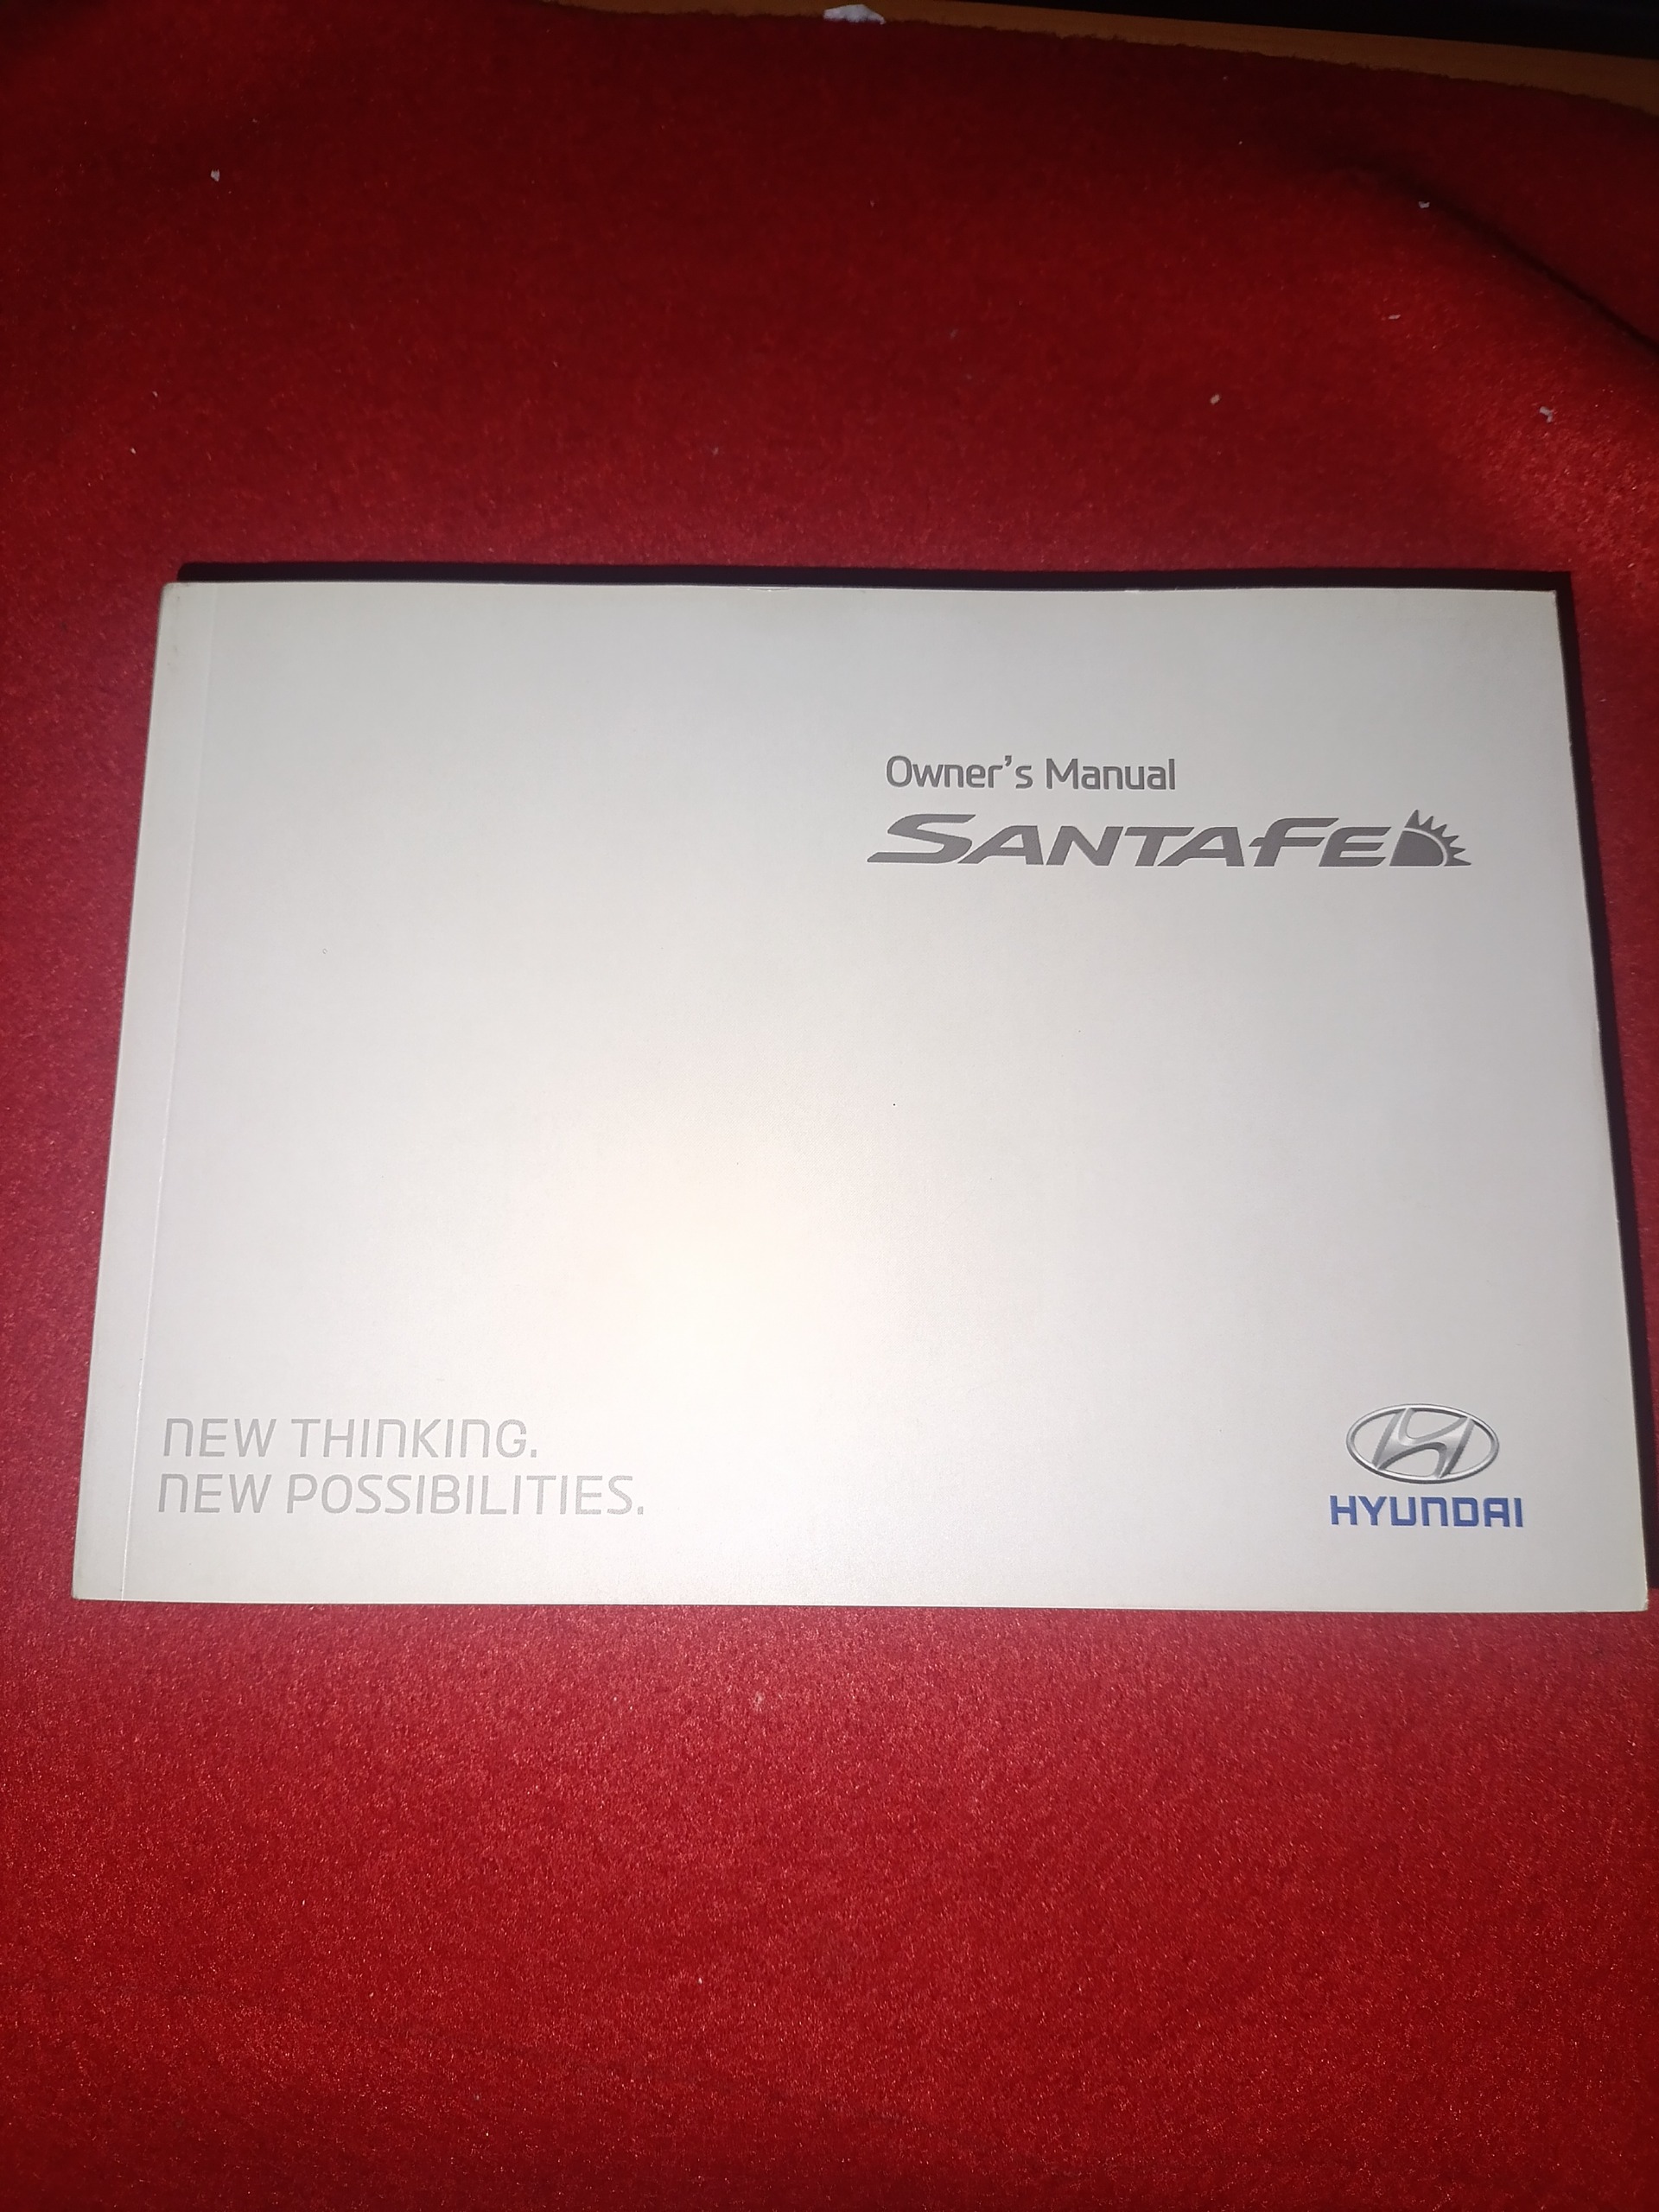 Owner's Manual
SANTAFE
NEW THINKING.
NEW POSSIBILITIES.
HYUNDAI